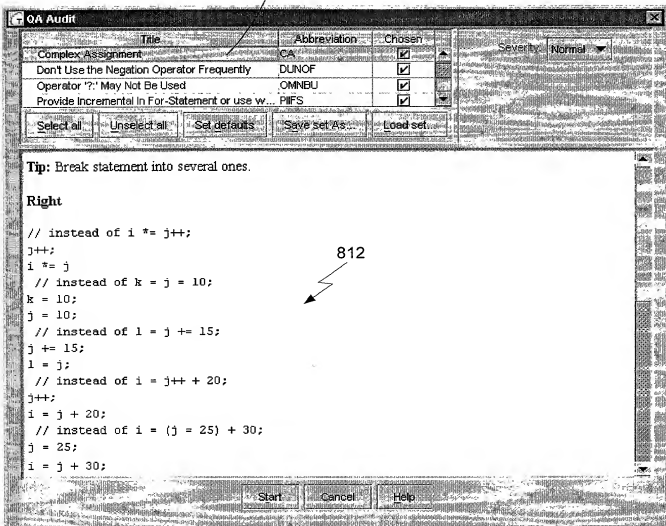 QA Audit
Title Abbreviation Chosen
Complex Assignment CA
Don't Use the Negation Operator Frequently DUNOF
Operator '?:' May Not Be Used OMNBU
Provide Incremental In For-Statement or use w... PIIFS
Severity: Normal
Select all Unselect all Set defaults Save set As... Load set...
Tip: Break statement into several ones.
Right
// instead of i *= j++;
j++;
i *= j
// instead of k = j = 10;
k = 10;
j = 10;
// instead of l = j += 15;
j += 15;
l = j;
// instead of i = j++ + 20;
j++;
i = j + 20;
// instead of i = (j = 25) + 30;
j = 25;
i = j + 30;
812
Start Cancel Help